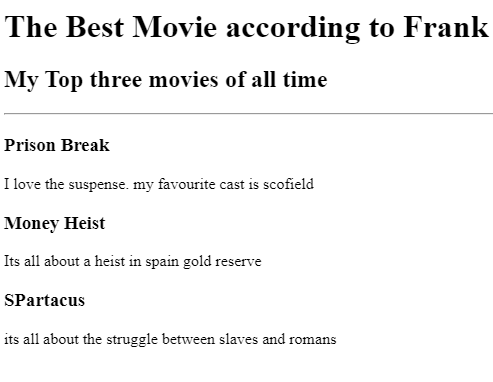 The Best Movie according to Frank
My Top three movies of all time
Prison Break
I love the suspense. my favourite cast is scofield
Money Heist
Its all about a heist in spain gold reserve
SPartacus
its all about the struggle between slaves and romans